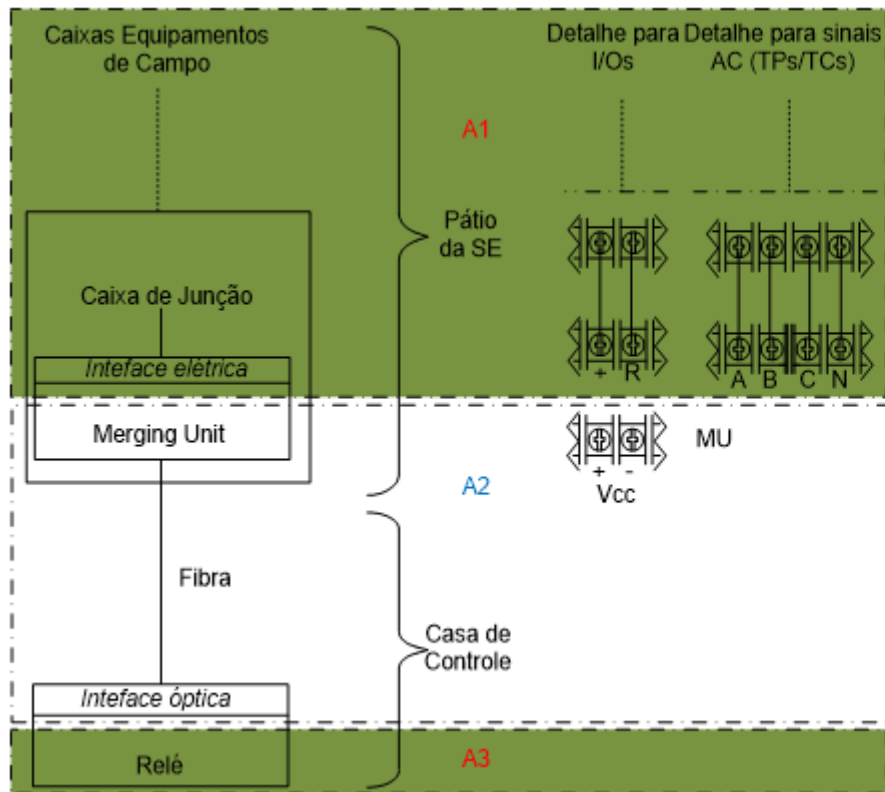 Caixas Equipamentos
de Campo
Detalhe para
I/Os
Detalhe para sinais
AC (TPs/TCs)
A1
Pátio
da SE
Caixa de Junção
Inteface elétrica
+ R
A B C N
Merging Unit
MU
+ -
Vcc
A2
Fibra
Casa de
Controle
Inteface óptica
Relé
A3